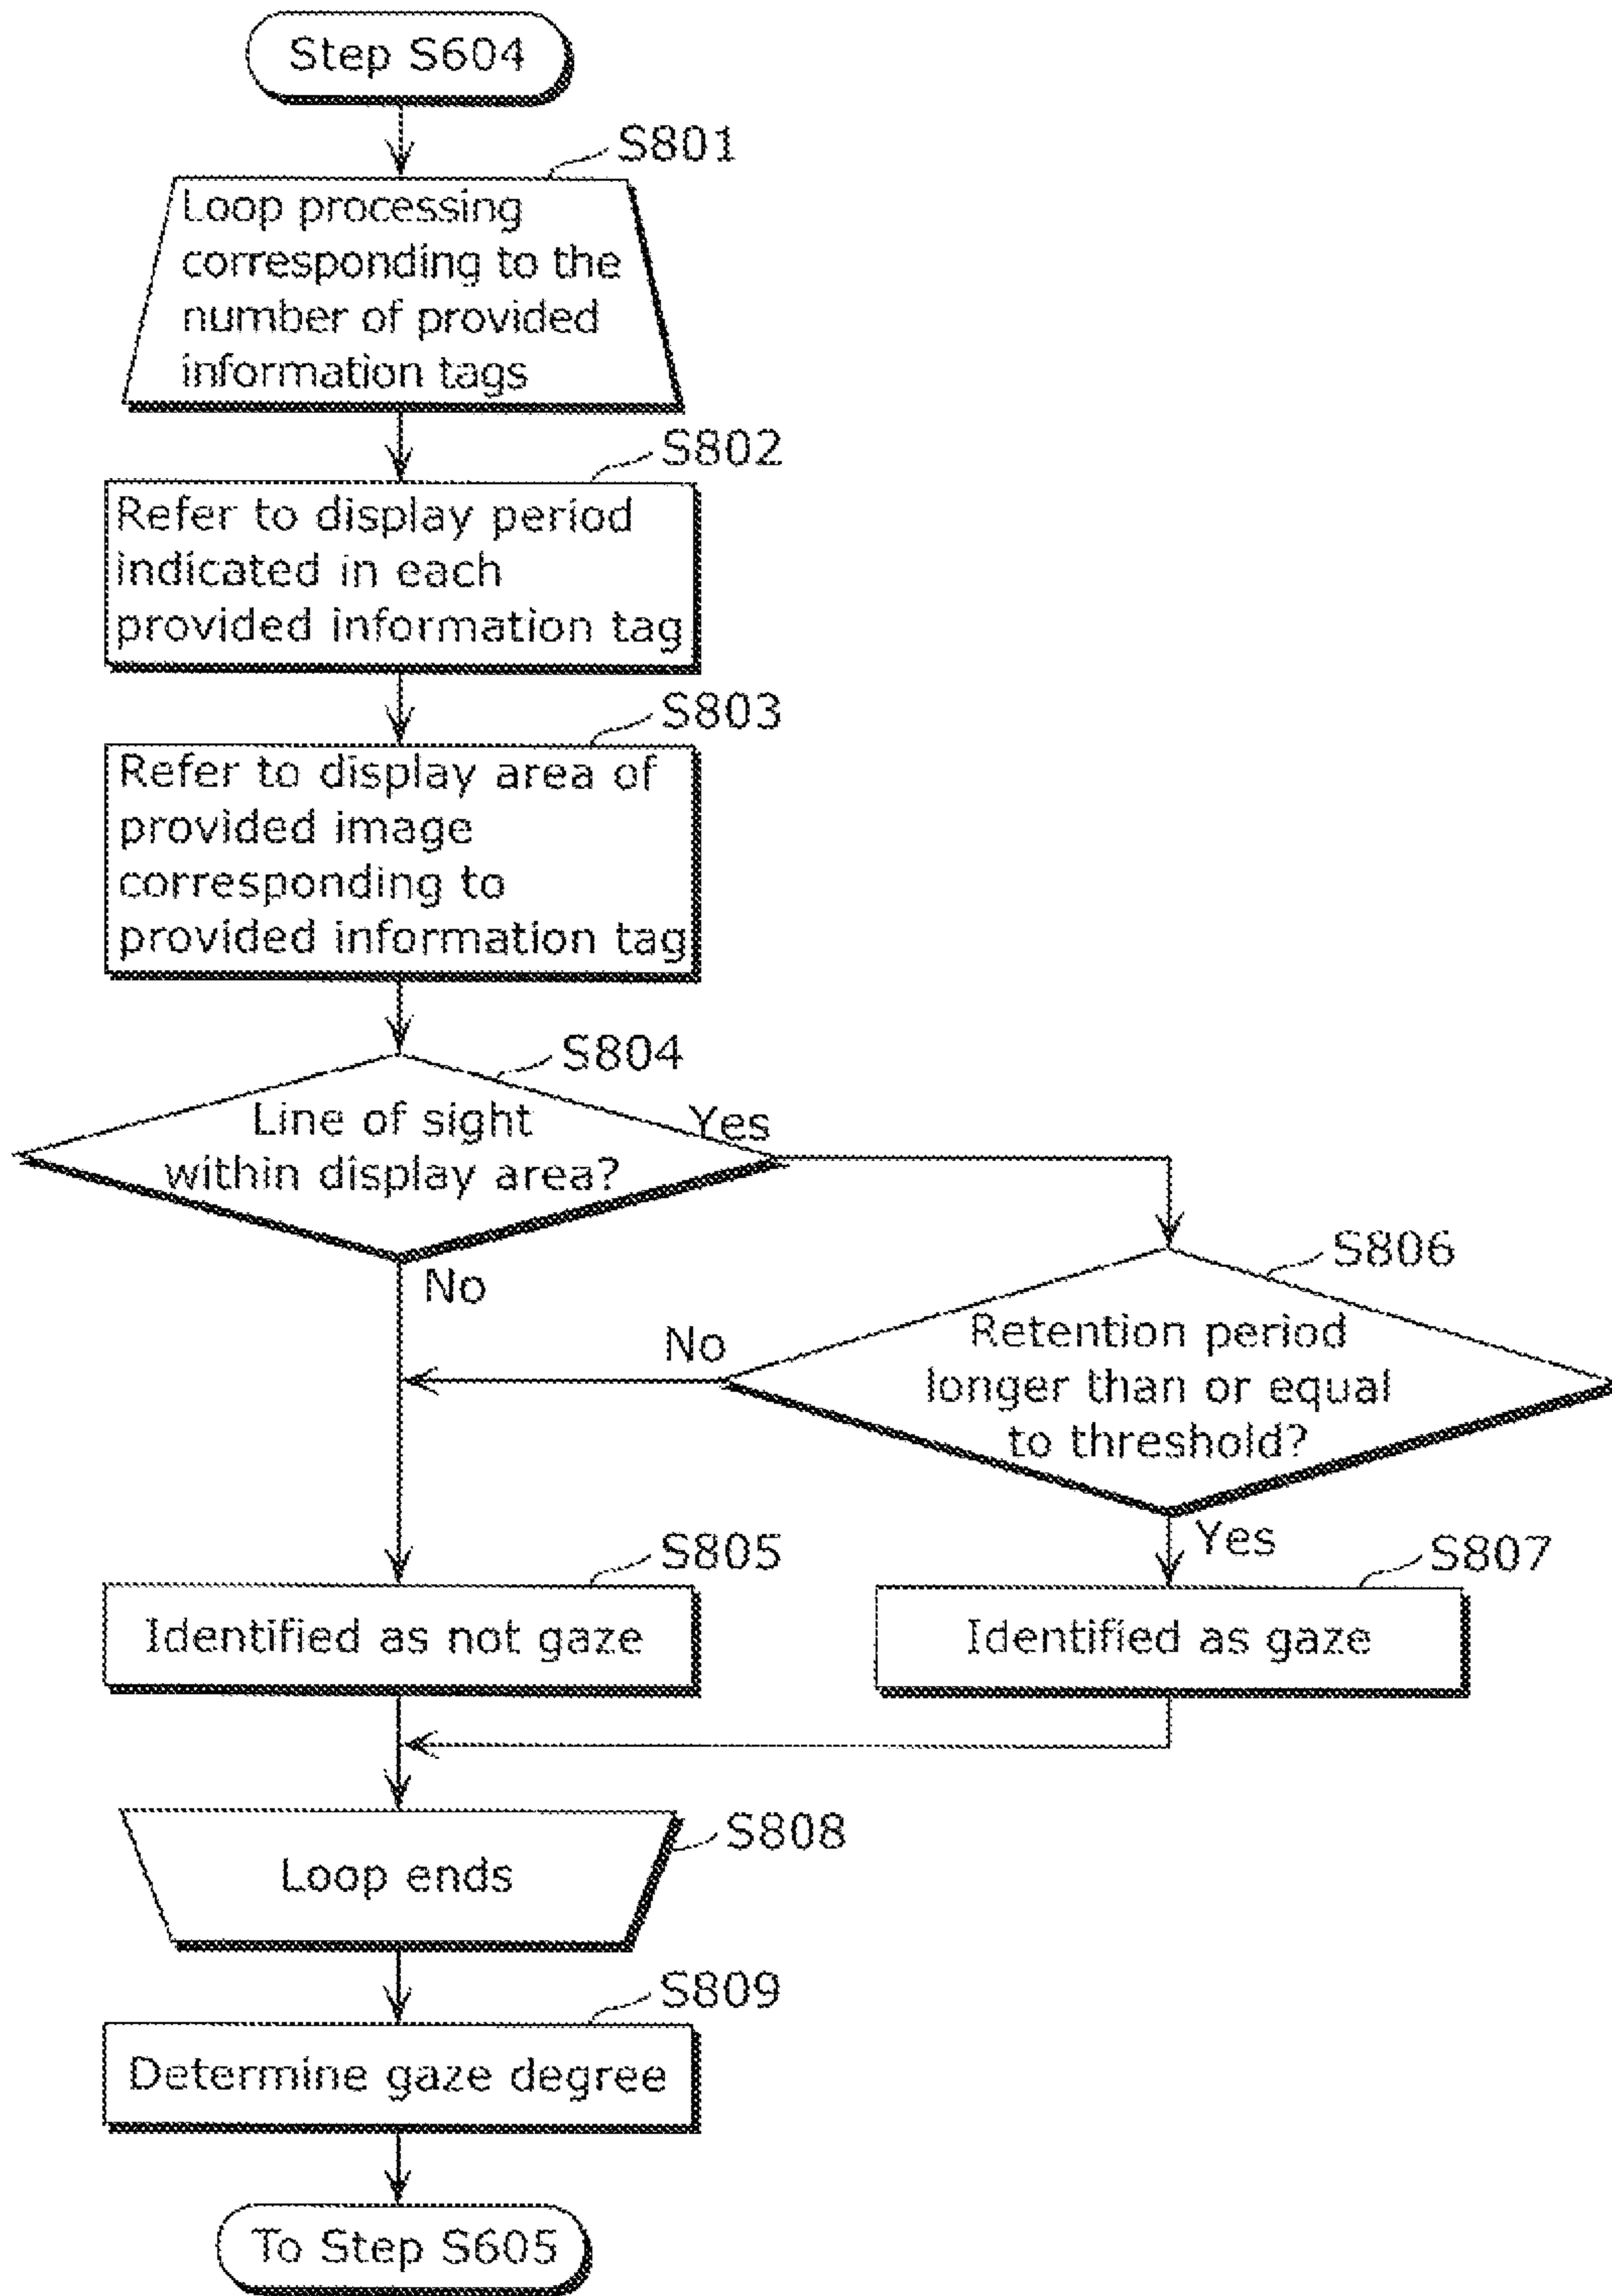 Step S604
S801
Loop processing
corresponding to the
number of provided
information tags
S802
Refer to display period
indicated in each
provided information tag
S803
Refer to display area of
provided image
corresponding to
provided information tag
S804
Line of sight
within display area?
Yes
No
S806
Retention period
longer than or equal
to threshold?
No
Yes
S805
Identified as not gaze
S807
Identified as gaze
S808
Loop ends
S809
Determine gaze degree
To Step S605